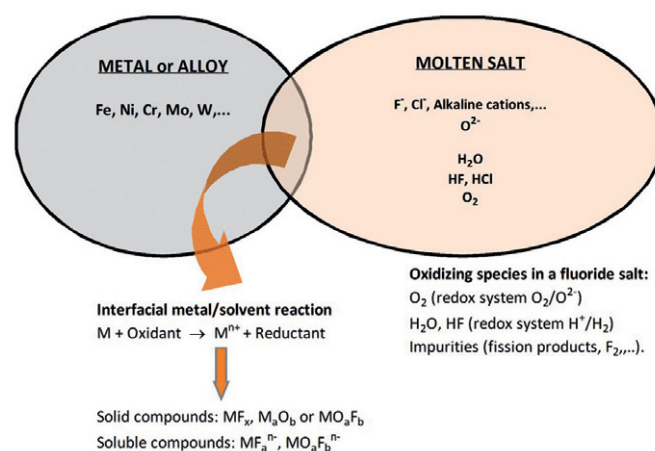 METAL or ALLOY
Fe, Ni, Cr, Mo, W,...
MOLTEN SALT
F⁻, Cl⁻, Alkaline cations,...
O²⁻
H₂O
HF, HCl
O₂
Oxidizing species in a fluoride salt:
O₂ (redox system O₂/O²⁻)
H₂O, HF (redox system H⁺/H₂)
Impurities (fission products, F₂,,..).
Interfacial metal/solvent reaction
M + Oxidant → Mⁿ⁺ + Reductant
Solid compounds: MFₓ, MₐO_b or MOₐF_b
Soluble compounds: MFₐⁿ⁻, MOₐF_bⁿ⁻